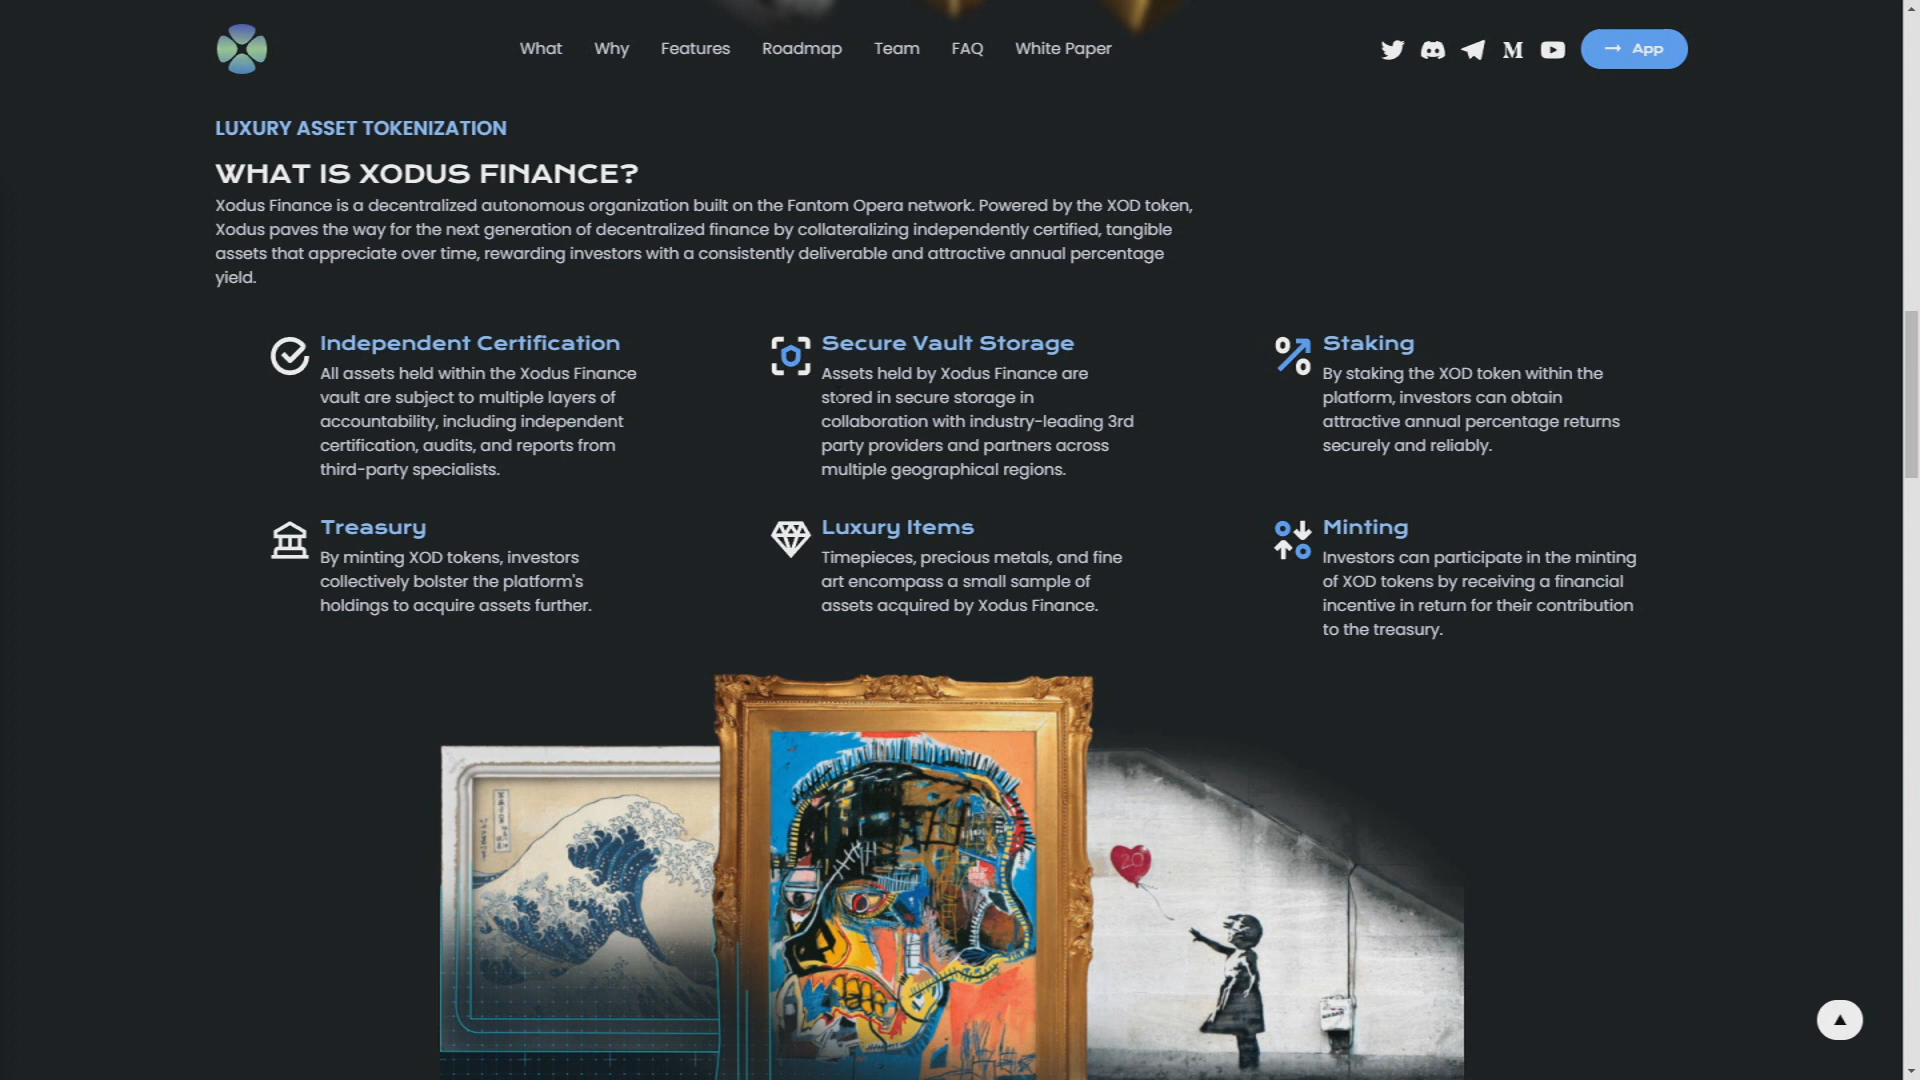 What Why Features Roadmap Team FAQ White Paper
M
→ App
LUXURY ASSET TOKENIZATION
WHAT IS XODUS FINANCE?
Xodus Finance is a decentralized autonomous organization built on the Fantom Opera network. Powered by the XOD token,
Xodus paves the way for the next generation of decentralized finance by collateralizing independently certified, tangible
assets that appreciate over time, rewarding investors with a consistently deliverable and attractive annual percentage
yield.
Independent Certification
All assets held within the Xodus Finance
vault are subject to multiple layers of
accountability, including independent
certification, audits, and reports from
third-party specialists.
Secure Vault Storage
Assets held by Xodus Finance are
stored in secure storage in
collaboration with industry-leading 3rd
party providers and partners across
multiple geographical regions.
Staking
By staking the XOD token within the
platform, investors can obtain
attractive annual percentage returns
securely and reliably.
Treasury
By minting XOD tokens, investors
collectively bolster the platform's
holdings to acquire assets further.
Luxury Items
Timepieces, precious metals, and fine
art encompass a small sample of
assets acquired by Xodus Finance.
Minting
Investors can participate in the minting
of XOD tokens by receiving a financial
incentive in return for their contribution
to the treasury.
20